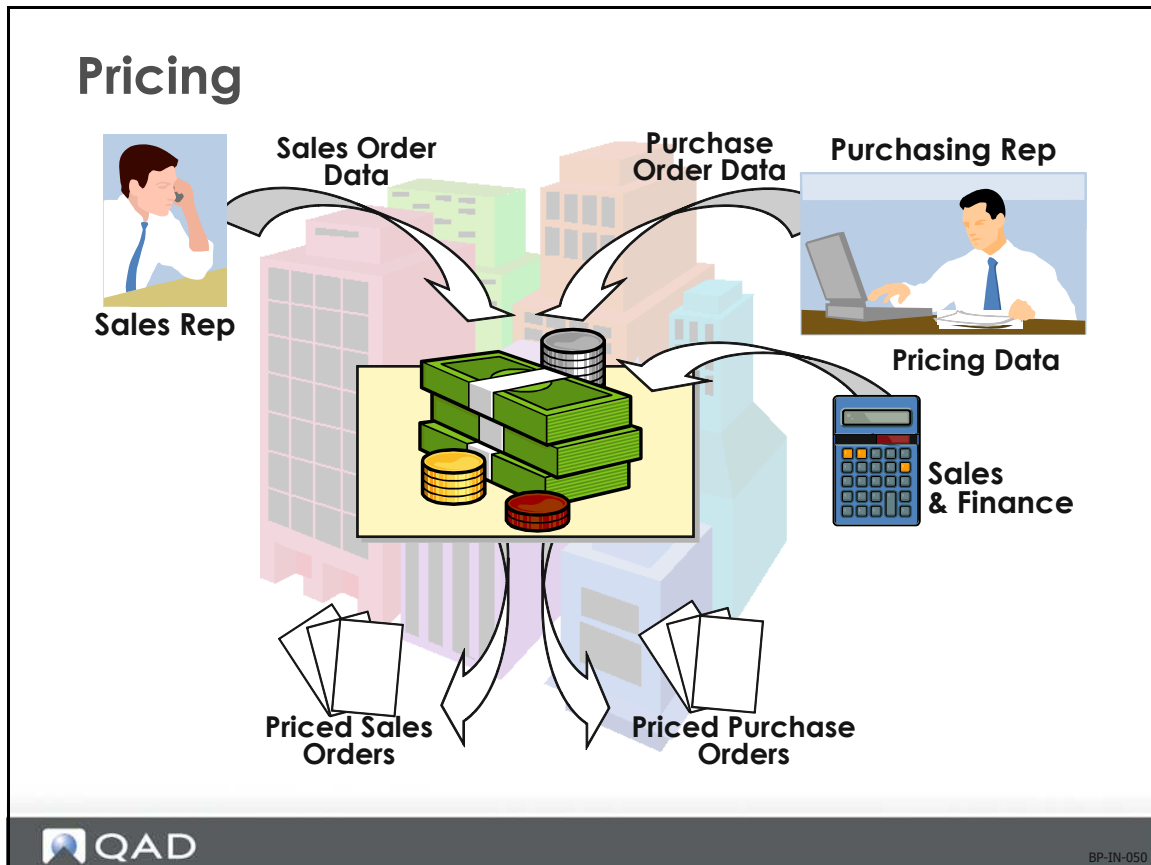 Pricing
Sales Order
Data
Purchase
Order Data
Purchasing Rep
Sales Rep
Pricing Data
Sales
& Finance
Priced Sales
Orders
Priced Purchase
Orders
QAD
BP-IN-050